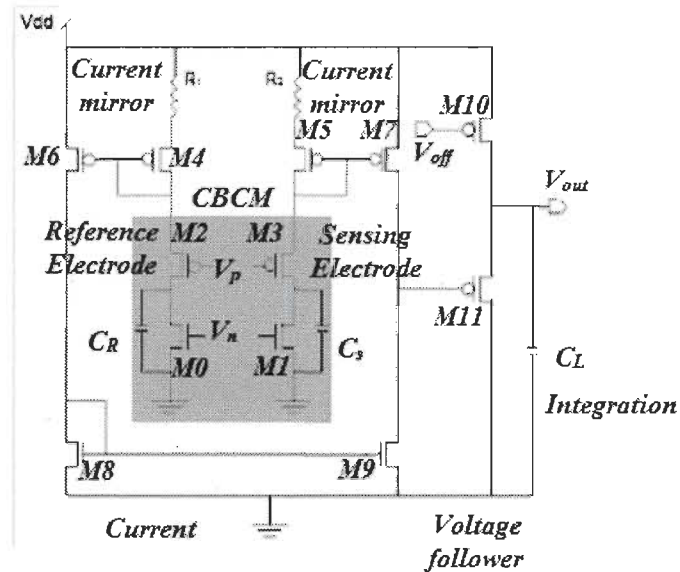 Vdd
Current mirror
R1
R2
Current mirror
M10
M6
M4
M5
M7
Voff
Vout
CBCM
Reference Electrode
M2
M3
Sensing Electrode
Vp
M11
CR
Vn
Cs
CL
M0
M1
Integration
M8
M9
Current
Voltage follower